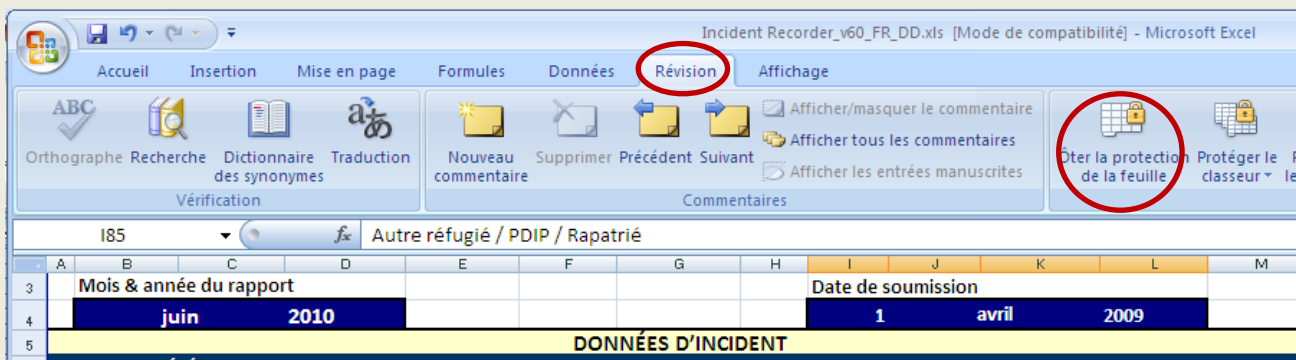 Incident Recorder_v60_FR_DD.xls [Mode de compatibilité] - Microsoft Excel
Accueil Insertion Mise en page Formules Données Révision Affichage
ABC
Orthographe Recherche Dictionnaire des synonymes Traduction
Vérification
Nouveau commentaire Supprimer Précédent Suivant
Afficher/masquer le commentaire
Afficher tous les commentaires
Afficher les entrées manuscrites
Commentaires
Ôter la protection de la feuille Protéger le classeur
I85 fx Autre réfugié / PDIP / Rapatrié
A B C D E F G H I J K L M
3 Mois & année du rapport Date de soumission
4 juin 2010 1 avril 2009
5 DONNÉES D'INCIDENT